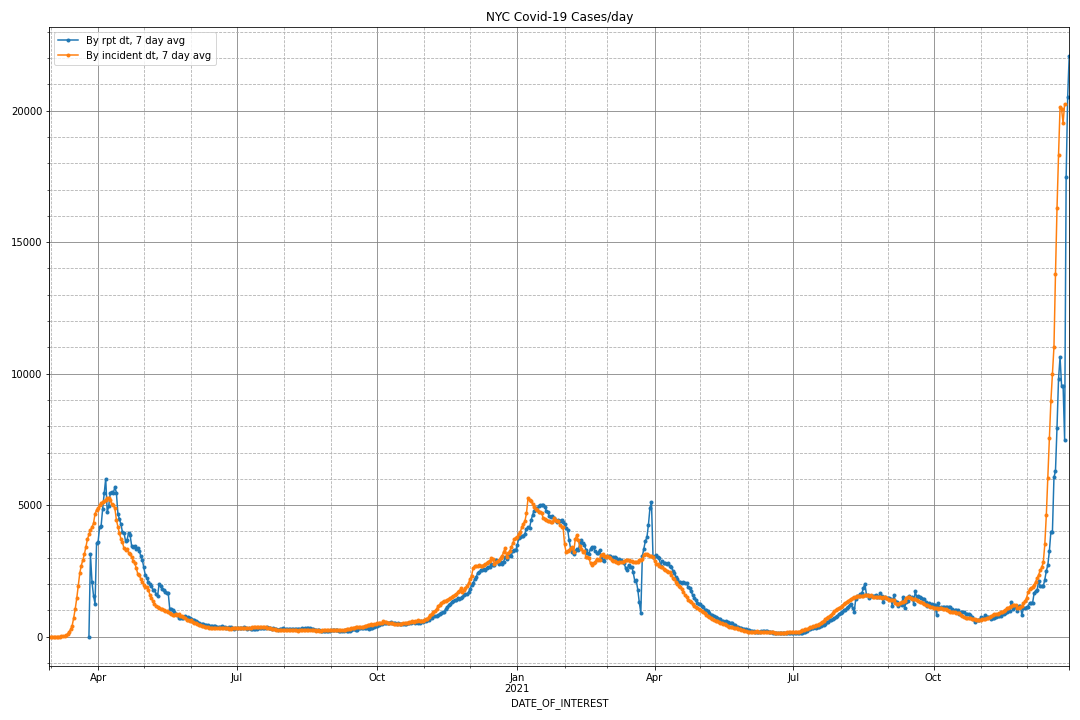 NYC Covid-19 Cases/day
By rpt dt, 7 day avg
By incident dt, 7 day avg
20000
15000
10000
5000
0
Apr
Jul
Oct
Jan
2021
Apr
Jul
Oct
DATE_OF_INTEREST